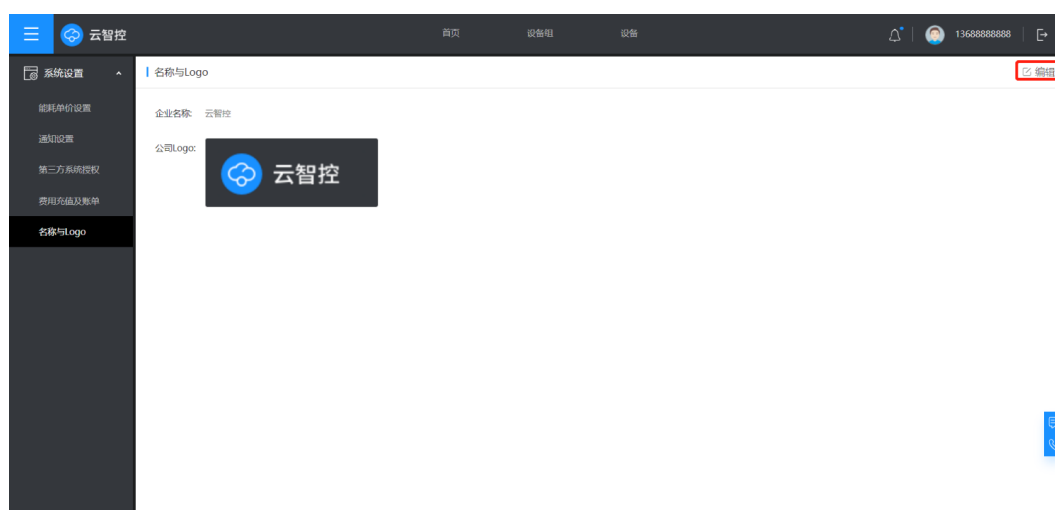 云智控
首页
设备组
设备
13688888888
系统设置
能耗单价设置
通知设置
第三方系统授权
费用充值及账单
名称与Logo
名称与Logo
编辑
企业名称: 云智控
公司Logo:
云智控